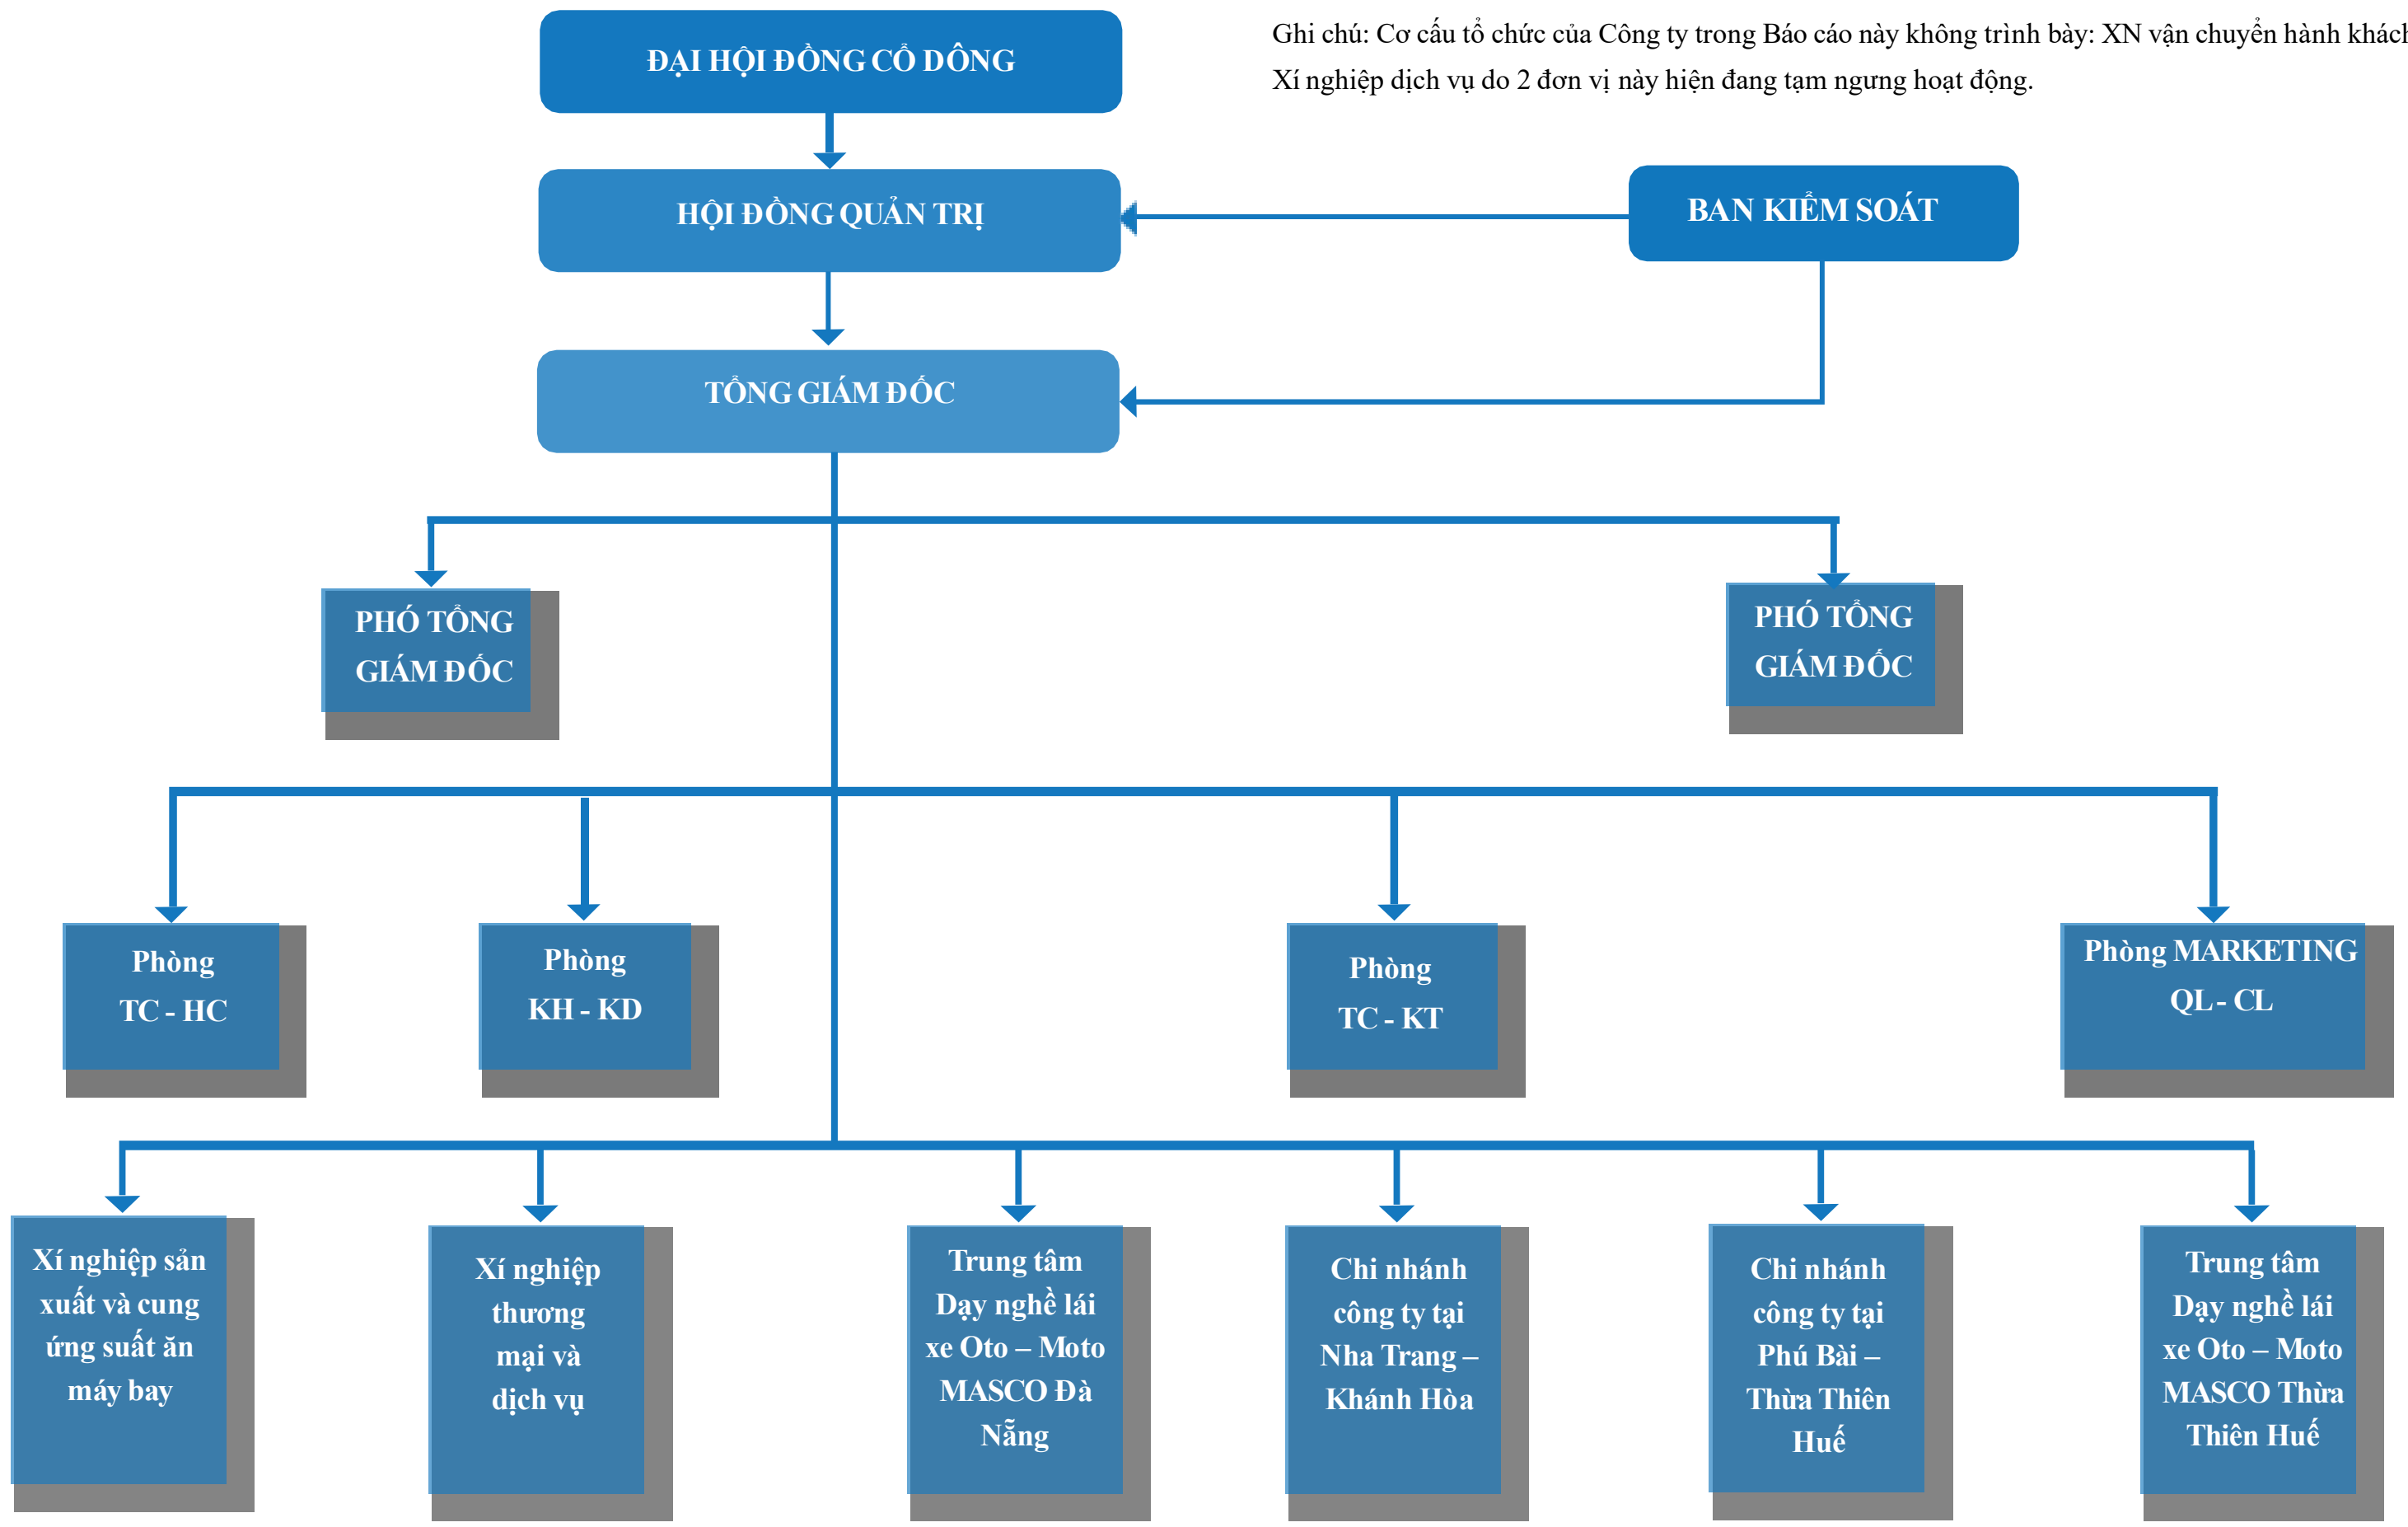 ĐẠI HỘI ĐỒNG CỔ DÔNG
Ghi chú: Cơ cấu tổ chức của Công ty trong Báo cáo này không trình bày: XN vận chuyển hành khách
Xí nghiệp dịch vụ do 2 đơn vị này hiện đang tạm ngưng hoạt động.
HỘI ĐỒNG QUẢN TRỊ
BAN KIỂM SOÁT
TỔNG GIÁM ĐỐC
PHÓ TỔNG
GIÁM ĐỐC
PHÓ TỔNG
GIÁM ĐỐC
Phòng
TC - HC
Phòng
KH - KD
Phòng
TC - KT
Phòng MARKETING
QL - CL
Xí nghiệp sản
xuất và cung
ứng suất ăn
máy bay
Xí nghiệp
thương
mại và
dịch vụ
Trung tâm
Dạy nghề lái
xe Oto – Moto
MASCO Đà
Nẵng
Chi nhánh
công ty tại
Nha Trang –
Khánh Hòa
Chi nhánh
công ty tại
Phú Bài –
Thừa Thiên
Huế
Trung tâm
Dạy nghề lái
xe Oto – Moto
MASCO Thừa
Thiên Huế